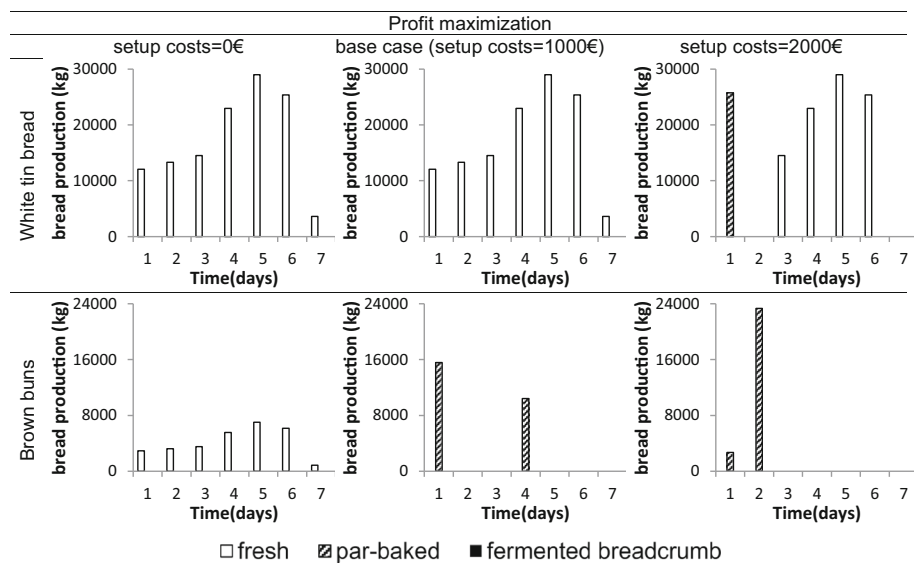 Profit maximization
setup costs=0€ base case (setup costs=1000€) setup costs=2000€
White tin bread
bread production (kg)
30000
20000
10000
0
1 2 3 4 5 6 7
Time(days)
bread production (kg)
30000
20000
10000
0
1 2 3 4 5 6 7
Time(days)
bread production (kg)
30000
20000
10000
0
1 2 3 4 5 6 7
Time(days)
Brown buns
bread production (kg)
24000
16000
8000
0
1 2 3 4 5 6 7
Time(days)
bread production (kg)
24000
16000
8000
0
1 2 3 4 5 6 7
Time(days)
bread production (kg)
24000
16000
8000
0
1 2 3 4 5 6 7
Time(days)
fresh par-baked fermented breadcrumb